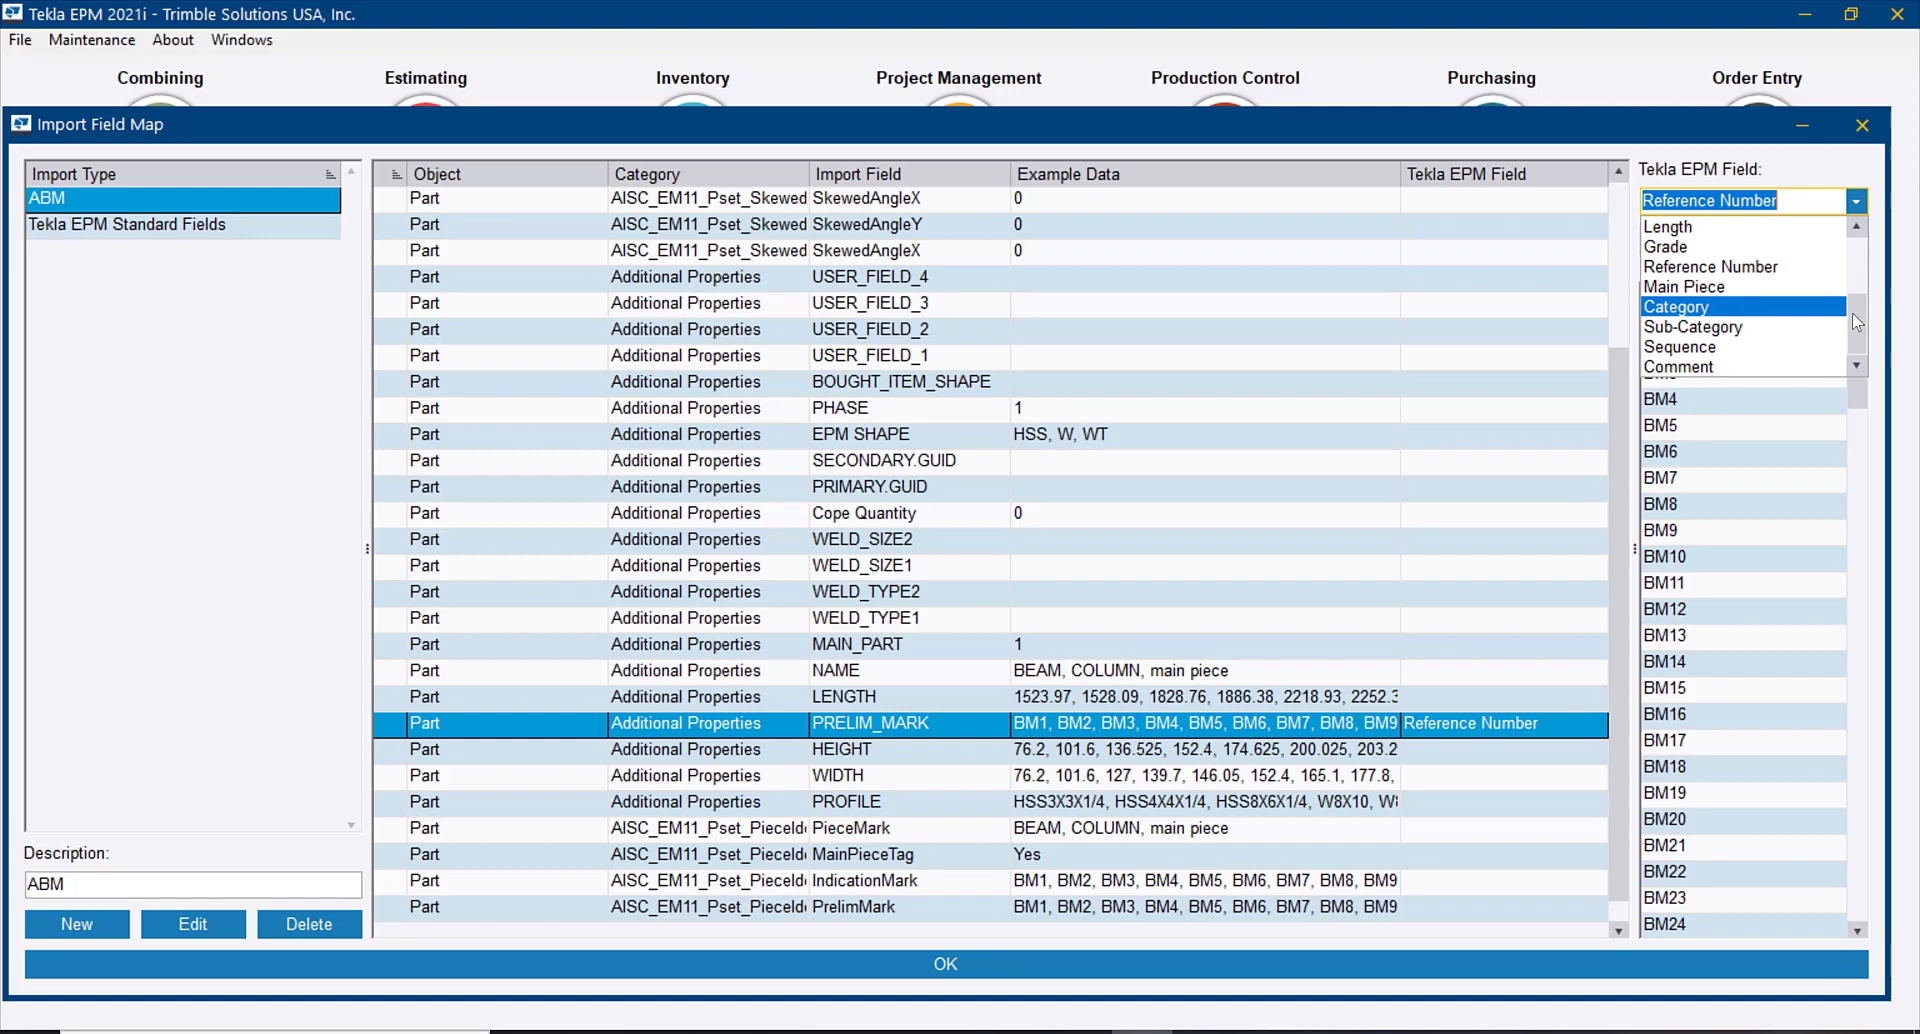 Tekla EPM 2021i - Trimble Solutions USA, Inc.
File Maintenance About Windows
Combining Estimating Inventory Project Management Production Control Purchasing Order Entry
Import Field Map
Import Type
ABM
Tekla EPM Standard Fields
Description:
ABM
New Edit Delete
Object Category Import Field Example Data Tekla EPM Field
Part AISC_EM11_Pset_Skewed SkewedAngleX 0
Part AISC_EM11_Pset_Skewed SkewedAngleY 0
Part AISC_EM11_Pset_Skewed SkewedAngleX 0
Part Additional Properties USER_FIELD_4
Part Additional Properties USER_FIELD_3
Part Additional Properties USER_FIELD_2
Part Additional Properties USER_FIELD_1
Part Additional Properties BOUGHT_ITEM_SHAPE
Part Additional Properties PHASE 1
Part Additional Properties EPM SHAPE HSS, W, WT
Part Additional Properties SECONDARY.GUID
Part Additional Properties PRIMARY.GUID
Part Additional Properties Cope Quantity 0
Part Additional Properties WELD_SIZE2
Part Additional Properties WELD_SIZE1
Part Additional Properties WELD_TYPE2
Part Additional Properties WELD_TYPE1
Part Additional Properties MAIN_PART 1
Part Additional Properties NAME BEAM, COLUMN, main piece
Part Additional Properties LENGTH 1523.97, 1528.09, 1828.76, 1886.38, 2218.93, 2252.3
Part Additional Properties PRELIM_MARK BM1, BM2, BM3, BM4, BM5, BM6, BM7, BM8, BM9 Reference Number
Part Additional Properties HEIGHT 76.2, 101.6, 136.525, 152.4, 174.625, 200.025, 203.2
Part Additional Properties WIDTH 76.2, 101.6, 127, 139.7, 146.05, 152.4, 165.1, 177.8,
Part Additional Properties PROFILE HSS3X3X1/4, HSS4X4X1/4, HSS8X6X1/4, W8X10,
Part AISC_EM11_Pset_PieceIde PieceMark BEAM, COLUMN, main piece
Part AISC_EM11_Pset_PieceIde MainPieceTag Yes
Part AISC_EM11_Pset_PieceIde IndicationMark BM1, BM2, BM3, BM4, BM5, BM6, BM7, BM8, BM9
Part AISC_EM11_Pset_PieceIde PrelimMark BM1, BM2, BM3, BM4, BM5, BM6, BM7, BM8, BM9
Tekla EPM Field:
Reference Number
Length
Grade
Reference Number
Main Piece
Category
Sub-Category
Sequence
Comment
BM4
BM5
BM6
BM7
BM8
BM9
BM10
BM11
BM12
BM13
BM14
BM15
BM16
BM17
BM18
BM19
BM20
BM21
BM22
BM23
BM24
OK